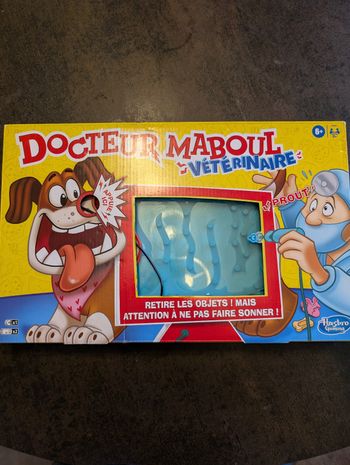 DOCTEUR MABOUL
VÉTÉRINAIRE
6+
PROUT!
RETIRE LES OBJETS ! MAIS
ATTENTION À NE PAS FAIRE SONNER !
Hasbro
Gaming